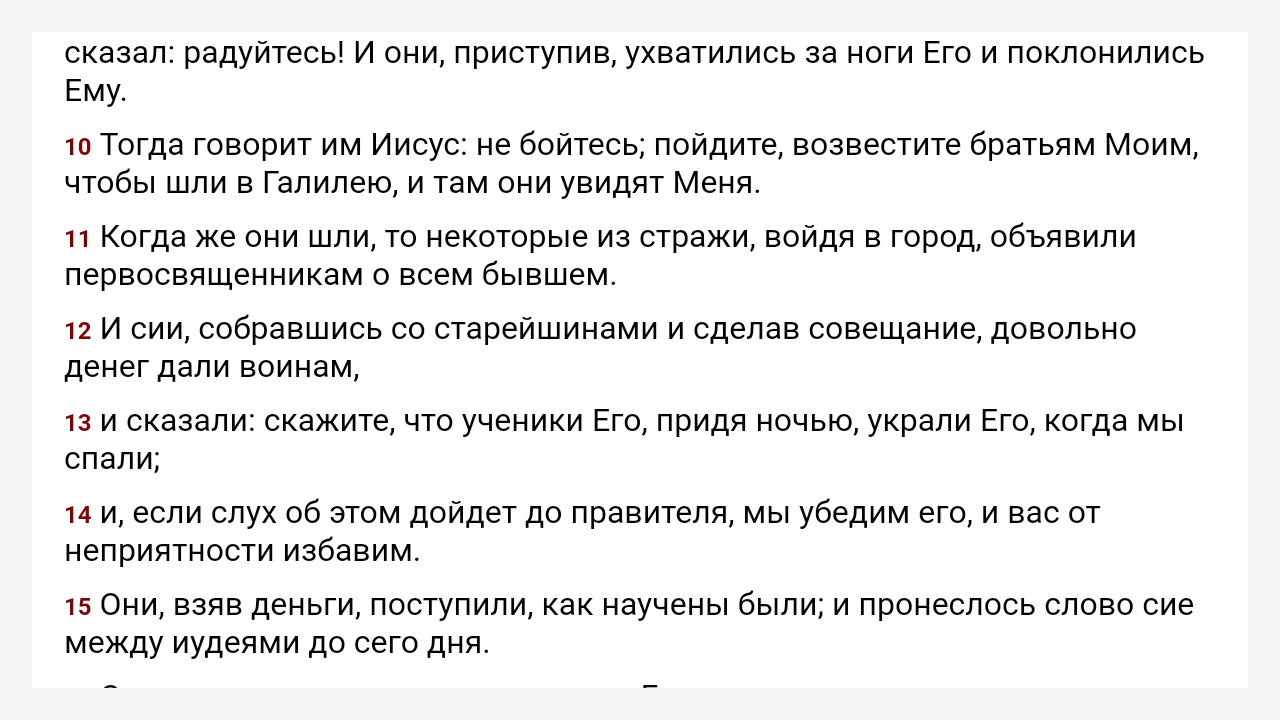 сказал: радуйтесь! И они, приступив, ухватились за ноги Его и поклонились
Ему.
10 Тогда говорит им Иисус: не бойтесь; пойдите, возвестите братьям Моим,
чтобы шли в Галилею, и там они увидят Меня.
11 Когда же они шли, то некоторые из стражи, войдя в город, объявили
первосвященникам о всем бывшем.
12 И сии, собравшись со старейшинами и сделав совещание, довольно
денег дали воинам,
13 и сказали: скажите, что ученики Его, придя ночью, украли Его, когда мы
спали;
14 и, если слух об этом дойдет до правителя, мы убедим его, и вас от
неприятности избавим.
15 Они, взяв деньги, поступили, как научены были; и пронеслось слово сие
между иудеями до сего дня.